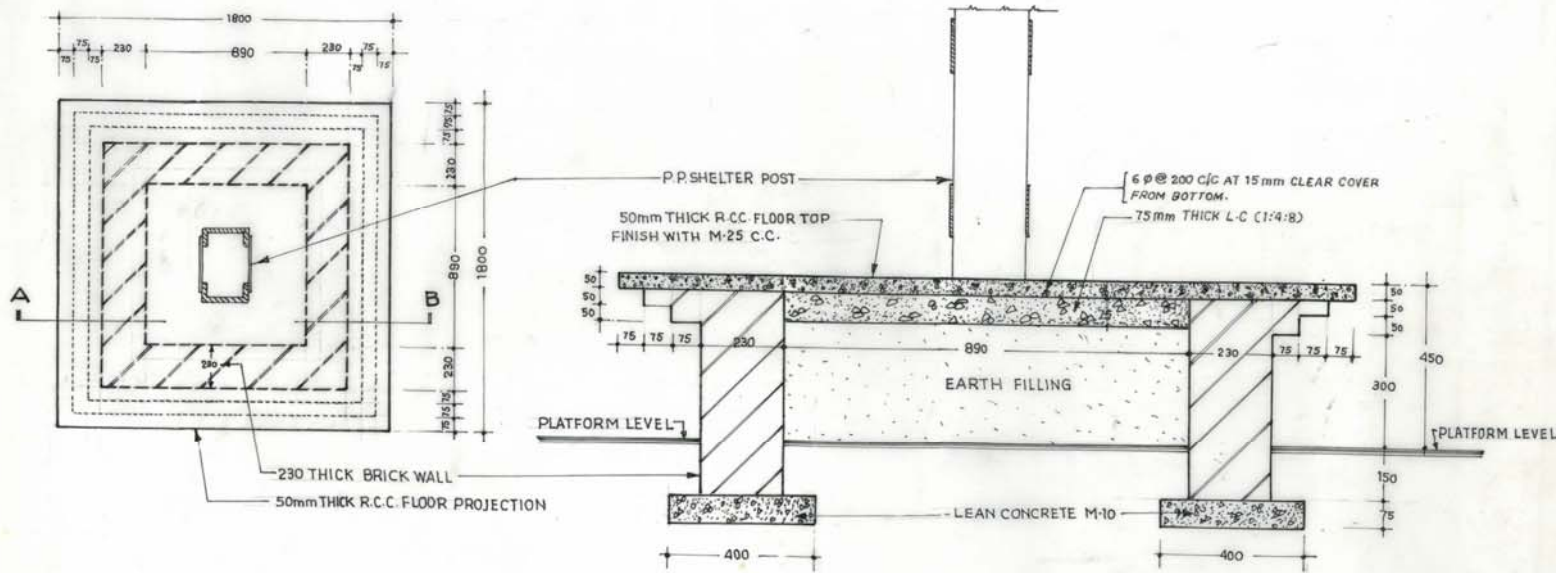 1800
75 75 75 230 890 230 75 75 75
75 75 75 230 890 230 75 75 75
1800
A
B
230
P.P. SHELTER POST
230 THICK BRICK WALL
50mm THICK R.C.C. FLOOR PROJECTION
6 Ø @ 200 C/C AT 15 mm CLEAR COVER
FROM BOTTOM.
75 mm THICK L-C (1:4:8)
50mm THICK R.C.C. FLOOR TOP
FINISH WITH M-25 C.C.
50
50
50
50
50
50
75 75 75 230 890 230 75 75 75
EARTH FILLING
450
300
PLATFORM LEVEL
PLATFORM LEVEL
150
75
LEAN CONCRETE M-10
400
400